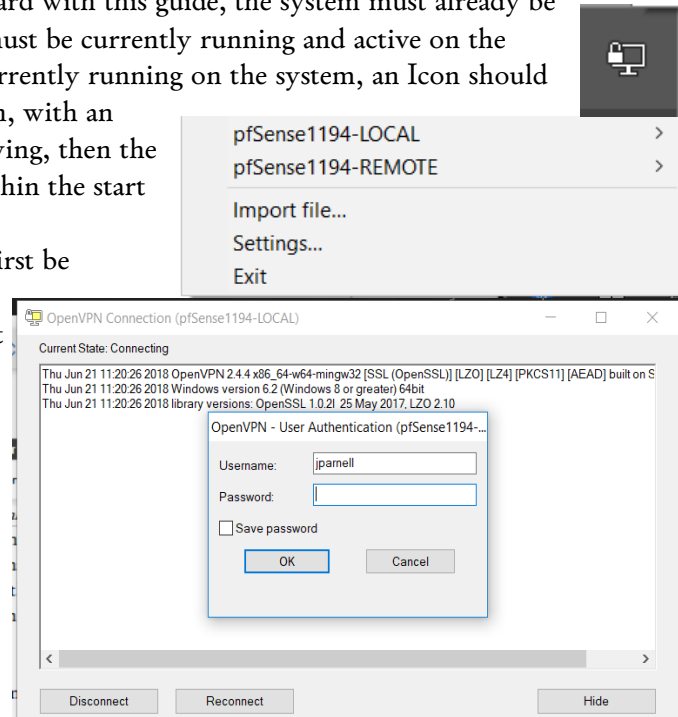 ard with this guide, the system must already be
nust be currently running and active on the
rrently running on the system, an Icon should
n, with an
ving, then the
thin the start
irst be
pfSense1194-LOCAL
pfSense1194-REMOTE
Import file...
Settings...
Exit
OpenVPN Connection (pfSense1194-LOCAL)
Current State: Connecting
Thu Jun 21 11:20:26 2018 OpenVPN 2.4.4 x86_64-w64-mingw32 [SSL (OpenSSL)] [LZO] [LZ4] [PKCS11] [AEAD] built on S
Thu Jun 21 11:20:26 2018 Windows version 6.2 (Windows 8 or greater) 64bit
Thu Jun 21 11:20:26 2018 library versions: OpenSSL 1.0.2l 25 May 2017, LZO 2.10
OpenVPN - User Authentication (pfSense1194-...
Username: jparnell
Password:
Save password
OK Cancel
Disconnect Reconnect Hide